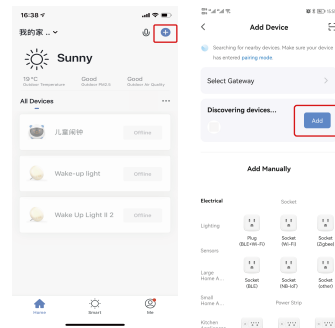 16:38
我的家 ..
Sunny
19 °C
Good
Good
Outdoor Temperature
Outdoor PM2.5
Outdoor Air Quality
All Devices
儿童闹钟
Offline
Wake-up light
Offline
Wake Up Light it 2
Offline
Home
Smart
Me
Add Device
Searching for nearby devices. Make sure your device
has entered pairing mode.
Select Gateway
Discovering devices...
Add
Add Manually
Electrical
Socket
Lighting
Plug
(BLE+Wi-Fi)
Socket
(Wi-Fi)
Socket
(Zigbee)
Sensors
Large
Home A...
Socket
(BLE)
Socket
(NB-IoT)
Socket
(other)
Small
Home A...
Power Strip
Kitchen